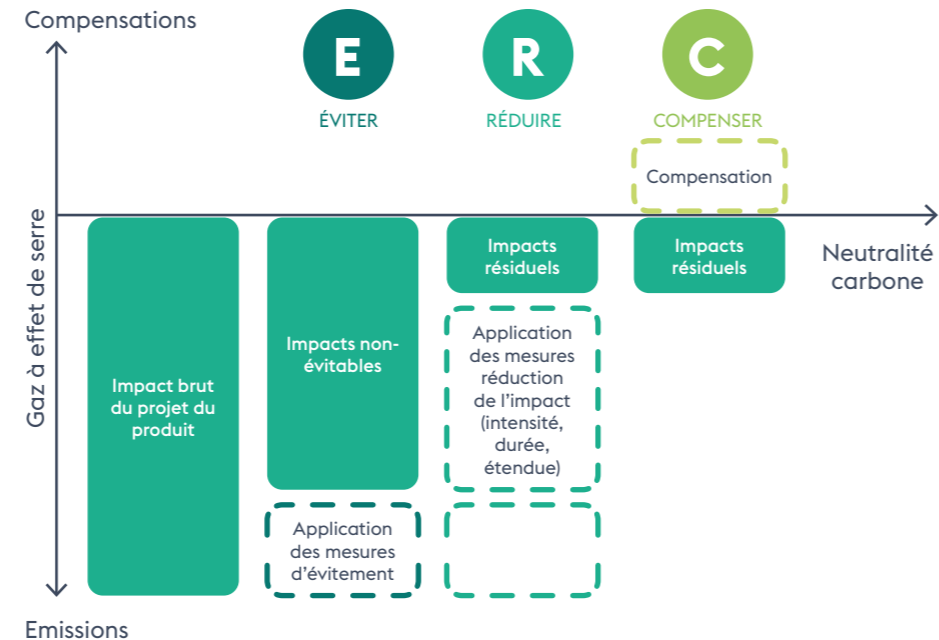 Compensations
E
R
C
ÉVITER
RÉDUIRE
COMPENSER
Compensation
Gaz à effet de serre
Neutralité
carbone
Impact brut
du projet du
produit
Impacts non-
évitables
Application
des mesures
d’évitement
Impacts
résiduels
Application
des mesures
réduction
de l’impact
(intensité,
durée,
étendue)
Impacts
résiduels
Emissions